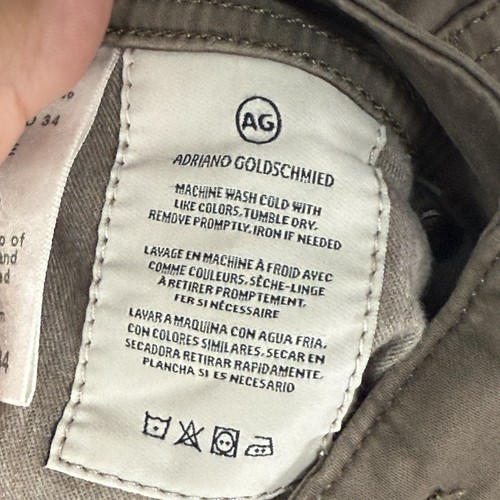 AG
ADRIANO GOLDSCHMIED
MACHINE WASH COLD WITH
LIKE COLORS, TUMBLE DRY,
REMOVE PROMPTLY, IRON IF NEEDED
LAVAGE EN MACHINE À FROID AVEC
COMME COULEURS, SÈCHE-LINGE
À RETIRER PROMPTEMENT,
FER SI NÉCESSAIRE
LAVAR A MAQUINA CON AGUA FRIA,
CON COLORES SIMILARES, SECAR EN
SECADORA RETIRAR RAPIDAMENTE,
PLANCHA SI ES NECESARIO
34
of